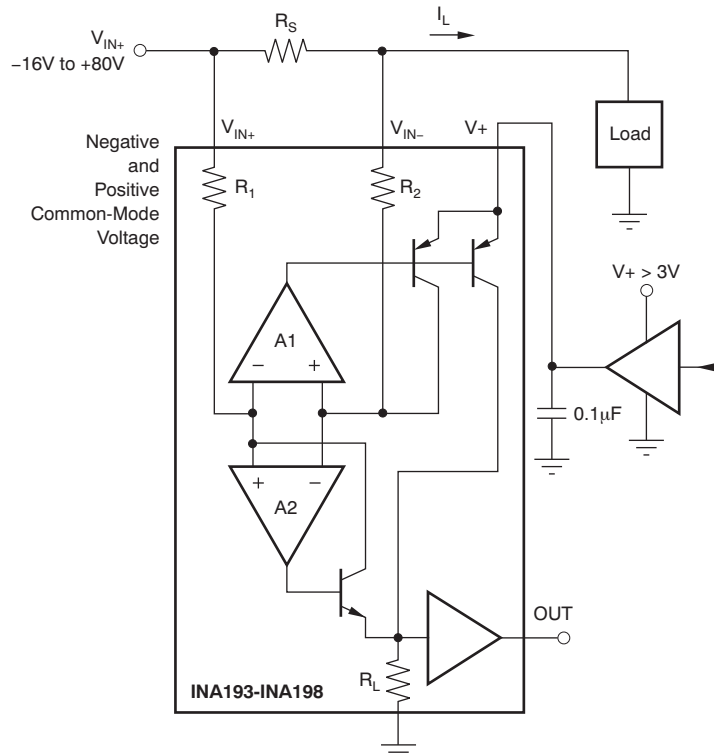 R_S
I_L
V_IN+
−16V to +80V
V_IN+
V_IN−
V+
Load
Negative
and
Positive
Common-Mode
Voltage
R_1
R_2
V+ > 3V
A1
− +
0.1μF
+ −
A2
OUT
R_L
INA193-INA198